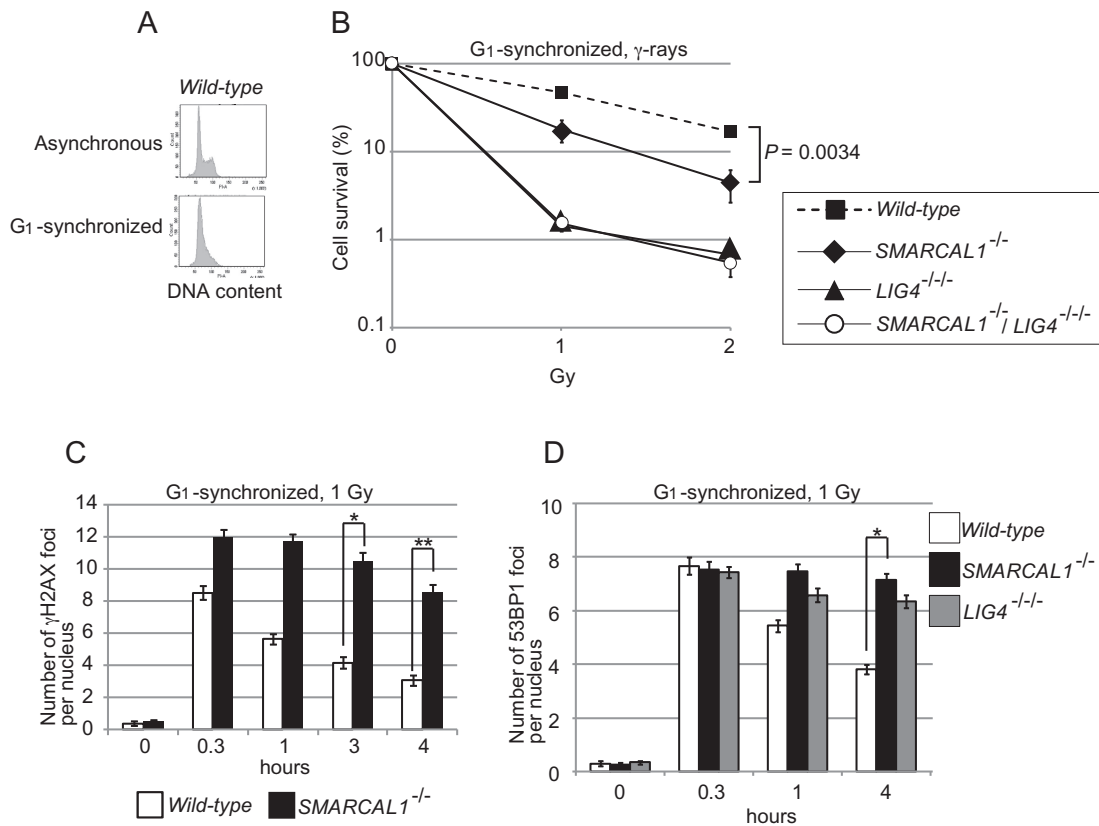 A
Wild-type
Asynchronous
G1-synchronized
DNA content
B
G1-synchronized, γ-rays
Cell survival (%)
100
10
1
0.1
0
1
2
Gy
P = 0.0034
Wild-type
SMARCAL1-/-
LIG4-/-/-
SMARCAL1-/-/ LIG4-/-/-
C
G1-synchronized, 1 Gy
Number of γH2AX foci
per nucleus
14
12
10
8
6
4
2
0
*
**
0
0.3
1
3
4
hours
Wild-type
SMARCAL1-/-
D
G1-synchronized, 1 Gy
Number of 53BP1 foci
per nucleus
10
8
6
4
2
0
*
0
0.3
1
4
hours
Wild-type
SMARCAL1-/-
LIG4-/-/-